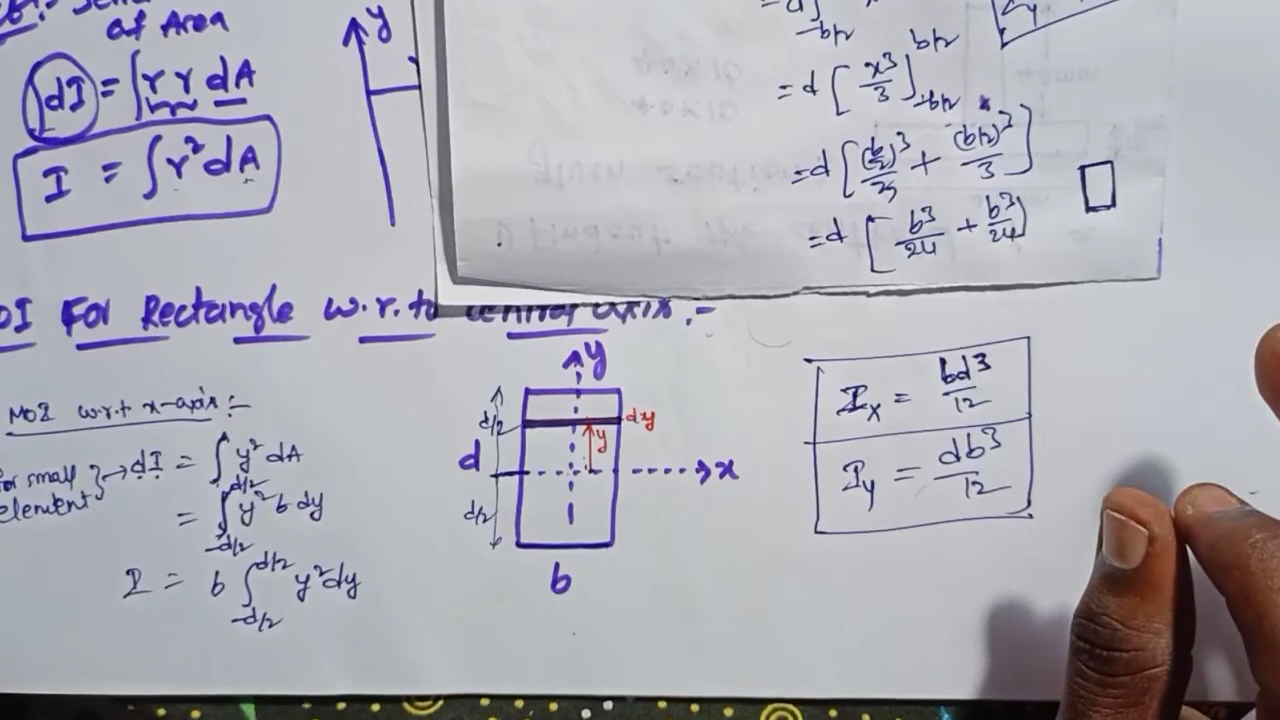 of Area
dI = ∫ r r dA
I = ∫ r² dA
y
= d [x³/3]
= d [(b/2)³/3 + (b/2)³/3]
= d [b³/24 + b³/24]
For Rectangle w.r.to axis:-
MOI w.r.t x-axis:-
for small element } → dI = ∫ y² dA
= ∫ y² b dy
-d/2
d/2
I = b ∫ y² dy
-d/2
d/2
y
d/2
dy
y
d
x
d/2
b
Ix = bd³/12
Iy = db³/12